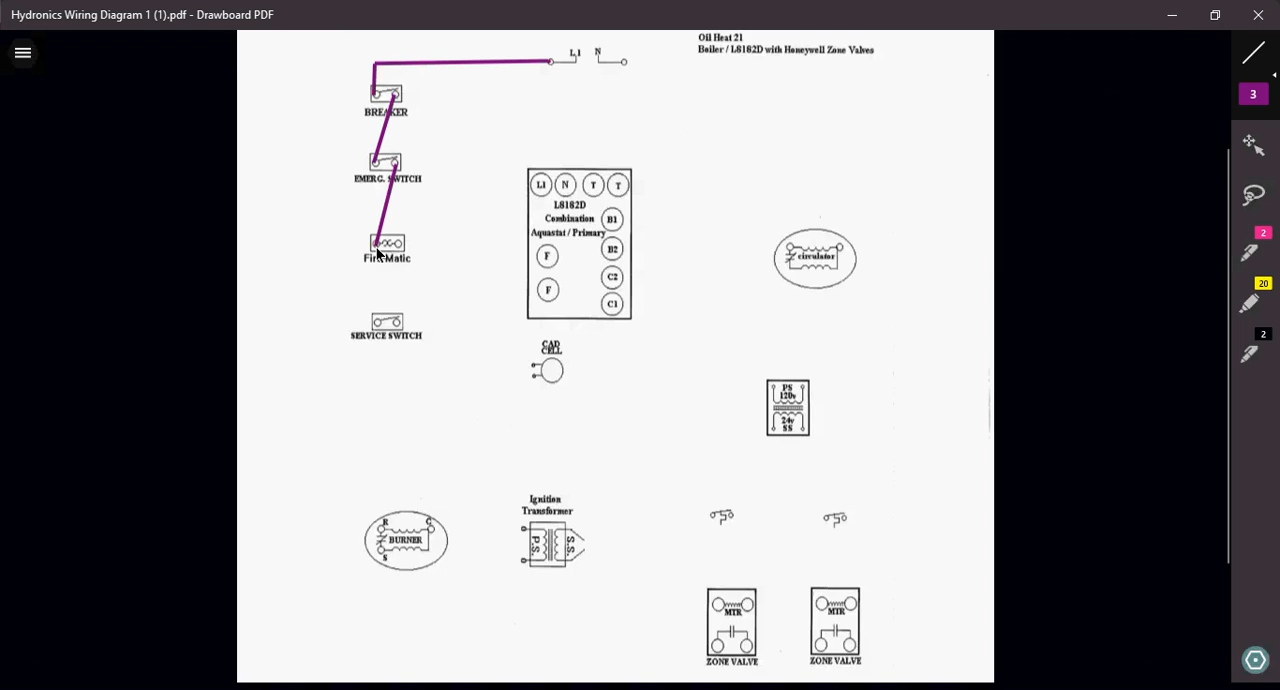 Hydronics Wiring Diagram 1 (1).pdf - Drawboard PDF
Oil Heat 21
Boiler / L8182D with Honeywell Zone Valves
L1 N
3
BREAKER
EMERG. SWITCH
L1 N T T
L8182D
Combination
Aquastat / Primary
B1
B2
F
C2
F
C1
Fire Matic
circulator
2
20
2
SERVICE SWITCH
CAD
CELL
PS
120v
24v
SS
Ignition
Transformer
R C
BURNER
S
P.S. S.S.
MTR
ZONE VALVE
MTR
ZONE VALVE